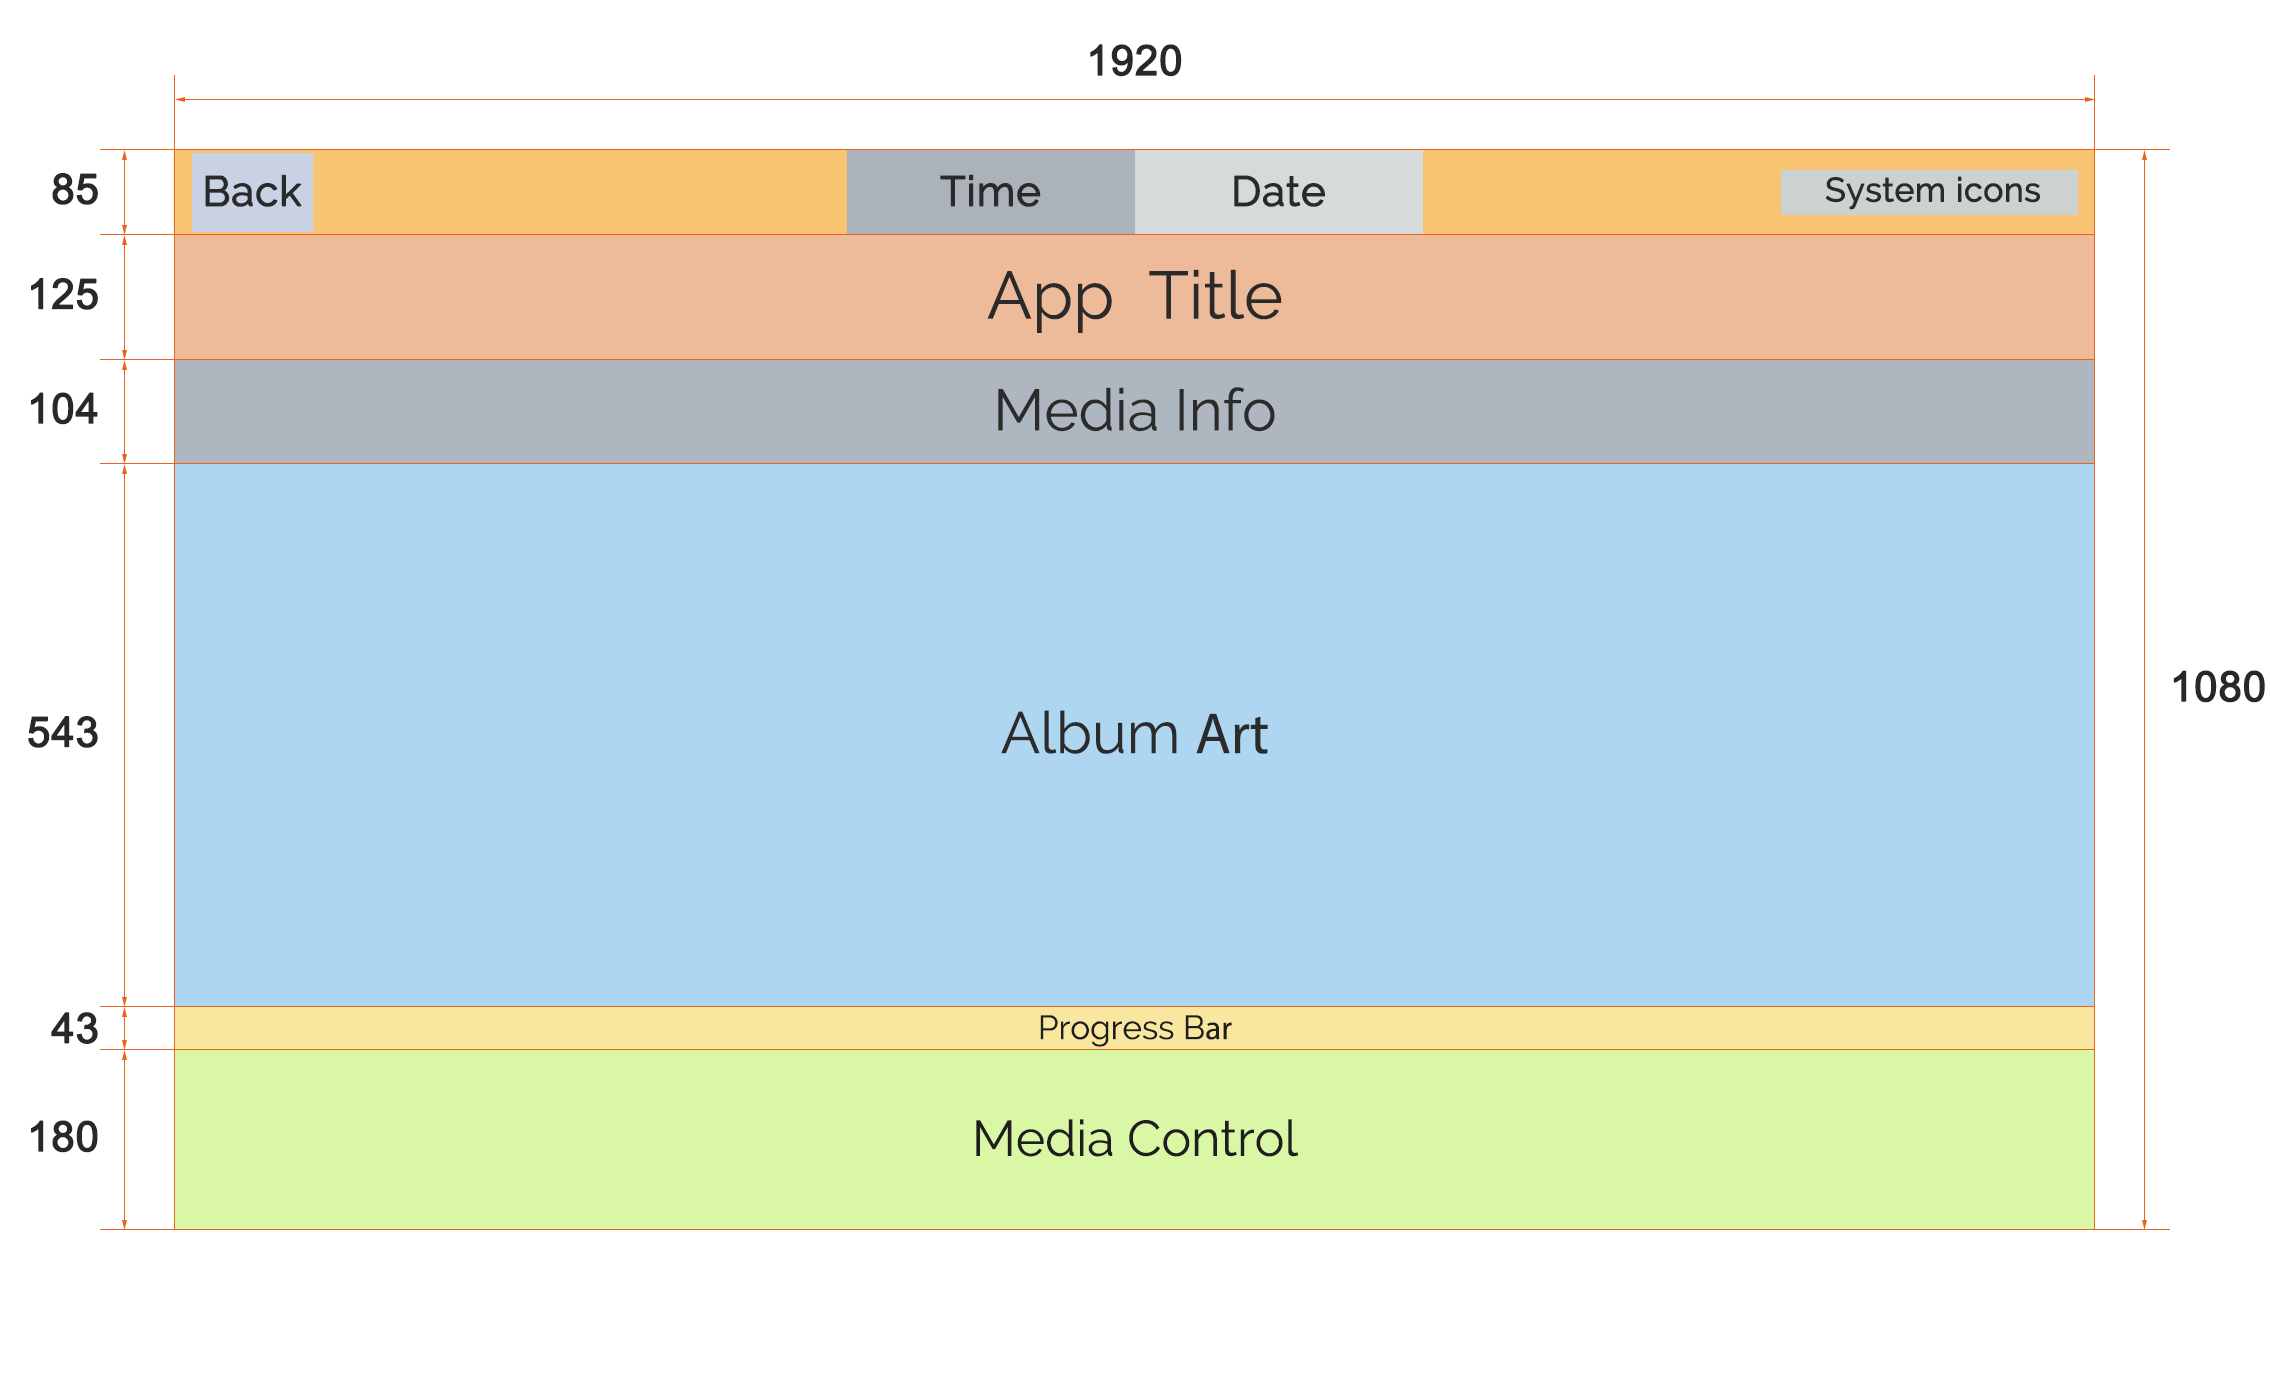 1920
85
Back
Time
Date
System icons
125
App Title
104
Media Info
543
Album Art
1080
43
Progress Bar
180
Media Control